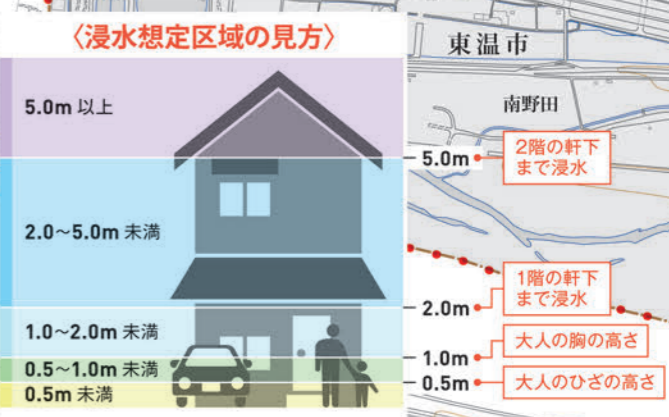 〈浸水想定区域の見方〉
東温市
南野田
5.0m 以上
5.0m
2階の軒下
まで浸水
2.0〜5.0m 未満
2.0m
1階の軒下
まで浸水
1.0〜2.0m 未満
1.0m
大人の胸の高さ
0.5〜1.0m 未満
0.5m
大人のひざの高さ
0.5m 未満